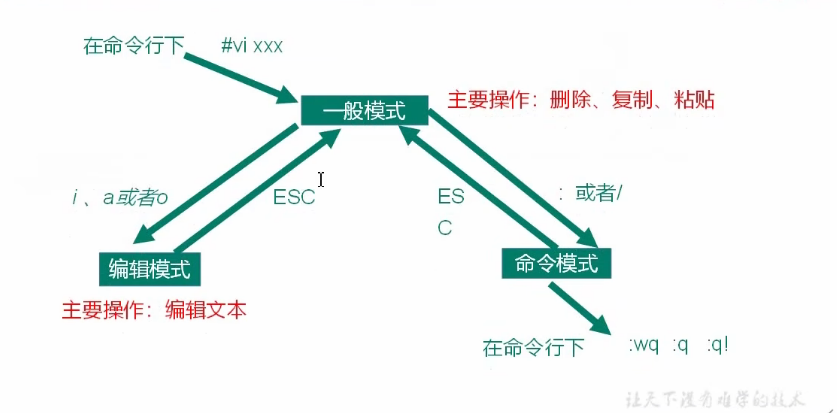 在命令行下 #vi xxx
一般模式 主要操作：删除、复制、粘贴
i 、a或者o
ESC
ES
C
: 或者/
编辑模式
命令模式
主要操作：编辑文本
在命令行下 :wq :q :q!
让天下没有难学的技术